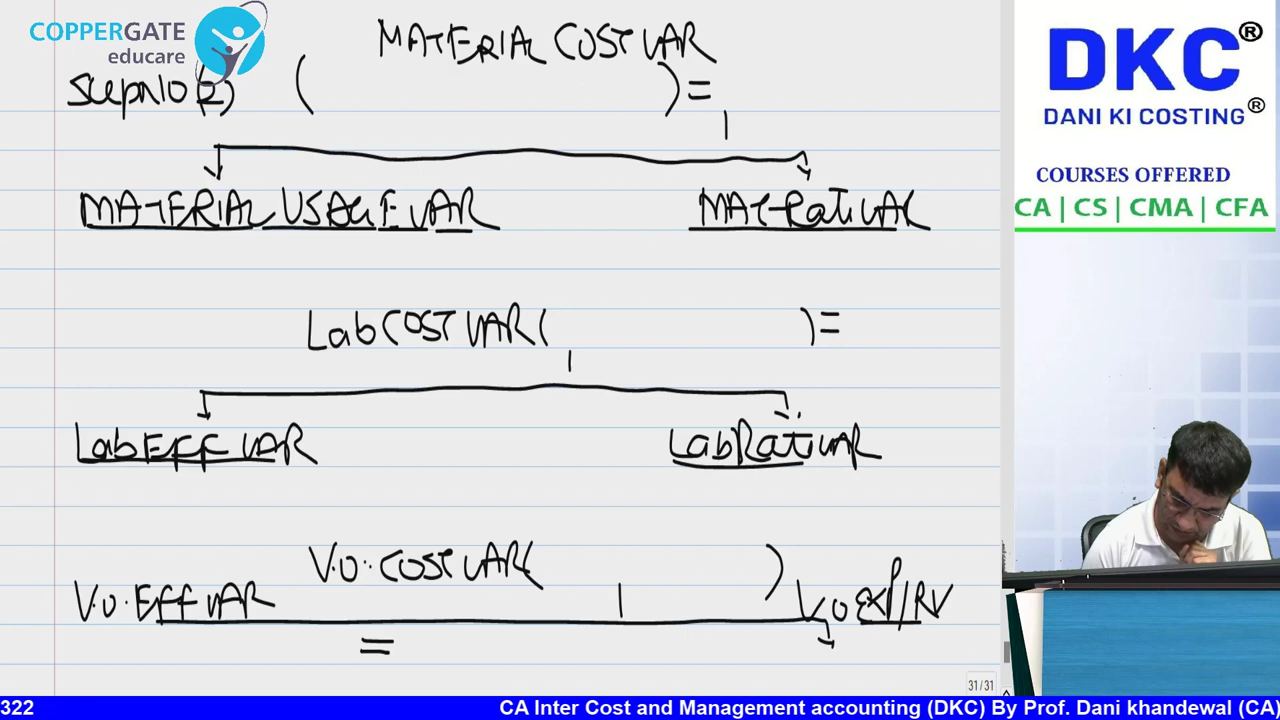 COPPERGATE
educare
MATERIAL COST VAR
Step No (2) ( ) =
MATERIAL USAGE VAR
MAT-Rate VAR
Lab COST VAR ( ) =
Lab EFF VAR
Lab Rate VAR
V.O. COST VAR ( )
V.O. EFF VAR
V O EXP/RV
=
31/31
DKC®
DANI KI COSTING®
COURSES OFFERED
CA | CS | CMA | CFA
322
CA Inter Cost and Management accounting (DKC) By Prof. Dani khandewal (CA)